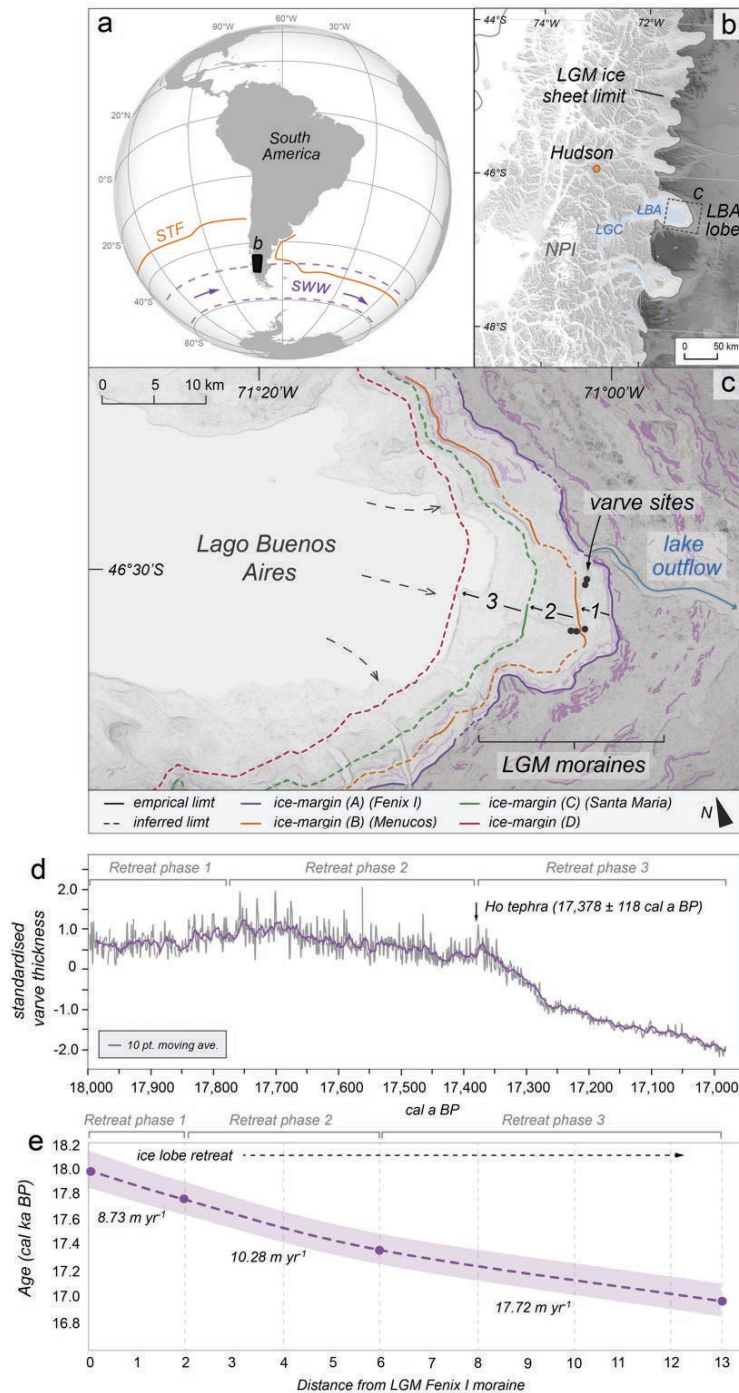 a
80°W
60°W
30°W
20°N
0°N
20°S
40°S
60°S
South
America
STF
b
SWW
b
74°W
72°W
44°S
46°S
48°S
LGM ice
sheet limit
Hudson
C
LBA
LBA
lobe
LGC
NPI
0 50 km
c
0 5 10 km
71°20'W
71°00'W
46°30'S
Lago Buenos
Aires
varve sites
lake
outflow
3 2 1
LGM moraines
N
emprical limt
inferred limt
ice-margin (A) (Fenix I)
ice-margin (B) (Menucos)
ice-margin (C) (Santa Maria)
ice-margin (D)
d
Retreat phase 1 Retreat phase 2 Retreat phase 3
Ho tephra (17,378 ± 118 cal a BP)
standardised
varve thickness
2.0
1.0
0
-1.0
-2.0
10 pt. moving ave.
18,000 17,900 17,800 17,700 17,600 17,500 17,400 17,300 17,200 17,100 17,000
cal a BP
e
Retreat phase 1 Retreat phase 2 Retreat phase 3
ice lobe retreat
Age (cal ka BP)
18.2
18.0
17.8
17.6
17.4
17.2
17.0
16.8
8.73 m yr⁻¹
10.28 m yr⁻¹
17.72 m yr⁻¹
0 1 2 3 4 5 6 7 8 9 10 11 12 13
Distance from LGM Fenix I moraine